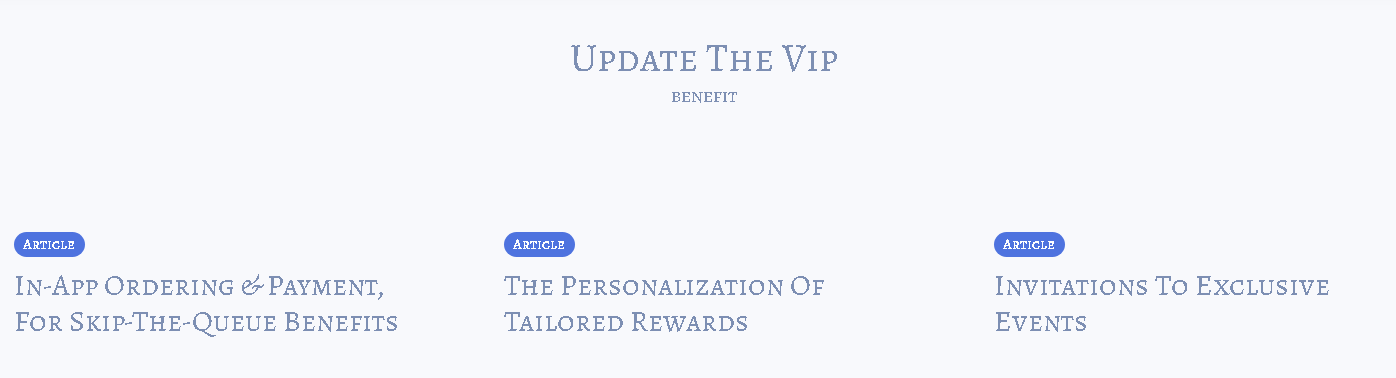 Update The Vip
BENEFIT
Article
In-App Ordering & Payment,
For Skip-The-Queue Benefits
Article
The Personalization Of
Tailored Rewards
Article
Invitations To Exclusive
Events